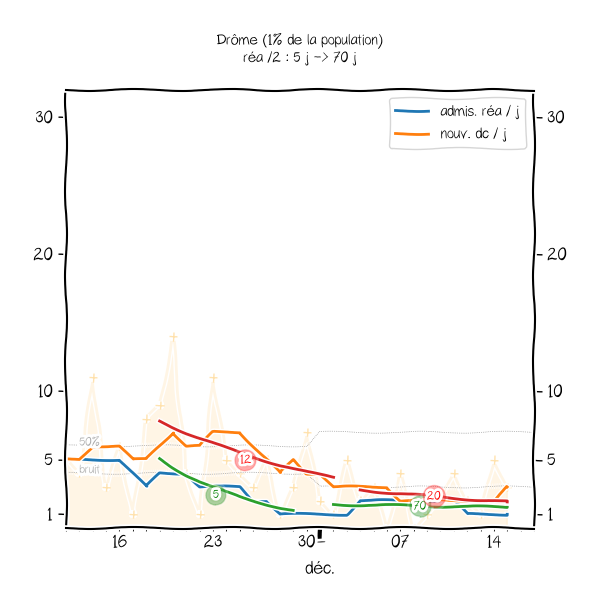 Drôme (1% de la population)
réa /2 : 5 j -> 70 j
admis. réa / j
nouv. dc / j
30 30
20 20
10 10
50%
12
5 5
bruit
5
20
70
1 1
16 23 30 07 14
déc.